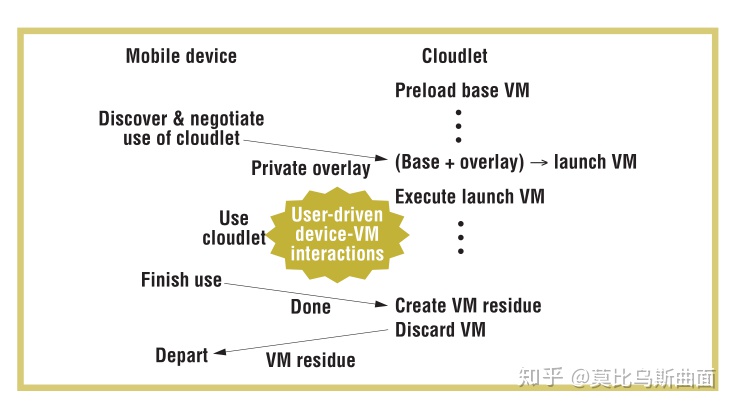 Mobile device
Cloudlet
Preload base VM
Discover & negotiate
use of cloudlet
Private overlay
(Base + overlay) → launch VM
Execute launch VM
Use
cloudlet
User-driven
device-VM
interactions
Finish use
Done
Create VM residue
Discard VM
Depart
VM residue
知乎 @莫比乌斯曲面